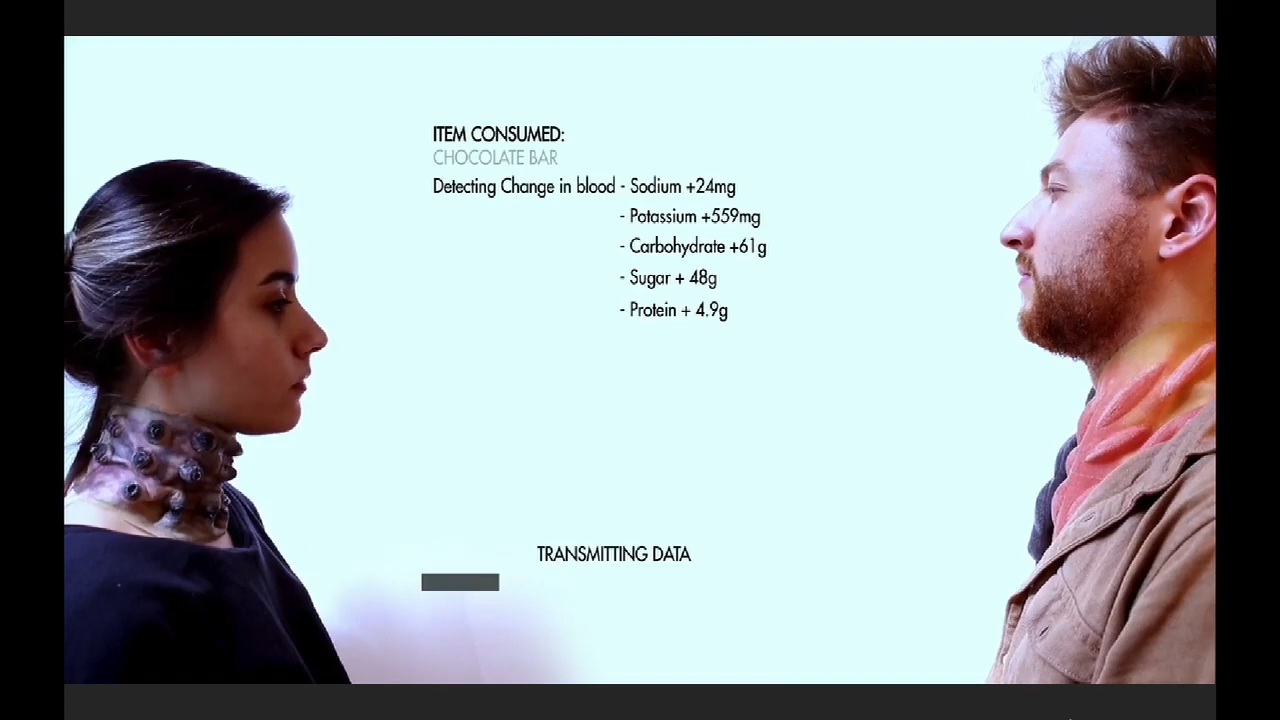 ITEM CONSUMED:
CHOCOLATE BAR
Detecting Change in blood - Sodium +24mg
- Potassium +559mg
- Carbohydrate +61g
- Sugar + 48g
- Protein + 4.9g
TRANSMITTING DATA